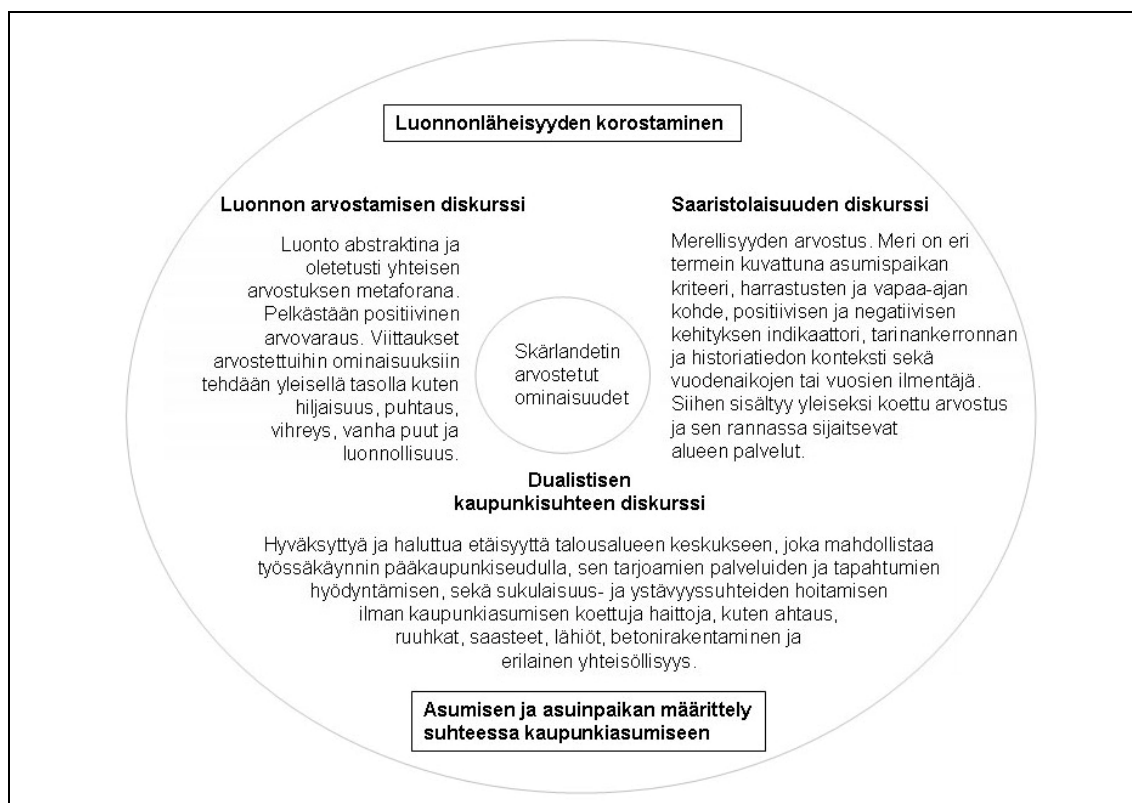 Luonnonläheisyyden korostaminen
Luonnon arvostamisen diskurssi
Luonto abstraktina ja
oletetusti yhteisen
arvostuksen metaforana.
Pelkästään positiivinen
arvovaraus. Viittaukset
arvostettuihin ominaisuuksiin
tehdään yleisellä tasolla kuten
hiljaisuus, puhtaus,
vihreys, vanha puut ja
luonnollisuus.
Saaristolaisuuden diskurssi
Merellisyyden arvostus. Meri on eri
termein kuvattuna asumispaikan
kriteeri, harrastusten ja vapaa-ajan
kohde, positiivisen ja negatiivisen
kehityksen indikaattori, tarinankerronnan
ja historiatiedon konteksti sekä
vuodenaikojen tai vuosien ilmentäjä.
Siihen sisältyy yleiseksi koettu arvostus
ja sen rannassa sijaitsevat
alueen palvelut.
Skärlandetin
arvostetut
ominaisuudet
Dualistisen
kaupunkisuhteen diskurssi
Hyväksyttyä ja haluttua etäisyyttä talousalueen keskukseen, joka mahdollistaa
työssäkäynnin pääkaupunkiseudulla, sen tarjoamien palveluiden ja tapahtumien
hyödyntämisen, sekä sukulaisuus- ja ystävyyssuhteiden hoitamisen
ilman kaupunkiasumisen koettuja haittoja, kuten ahtaus,
ruuhkat, saasteet, lähiöt, betonirakentaminen ja
erilainen yhteisöllisyys.
Asumisen ja asuinpaikan määrittely
suhteessa kaupunkiasumiseen